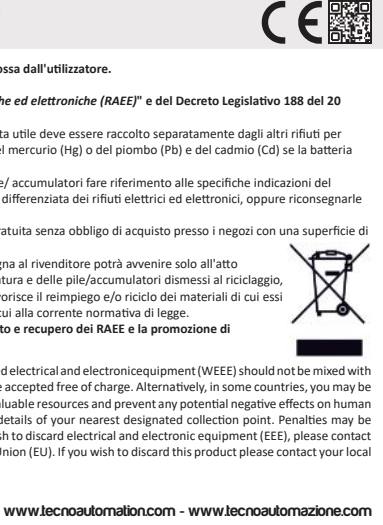 CE
ossa dall'utilizzatore.
he ed elettroniche (RAEE)" e del Decreto Legislativo 188 del 20
ta utile deve essere raccolto separatamente dagli altri rifiuti per
el mercurio (Hg) o del piombo (Pb) e del cadmio (Cd) se la batteria
e/ accumulatori fare riferimento alle specifiche indicazioni del
differenziata dei rifiuti elettrici ed elettronici, oppure riconsegnarle
ratuita senza obbligo di acquisto presso i negozi con una superficie di
gna al rivenditore potrà avvenire solo all'atto
atura e delle pile/accumulatori dismessi al riciclaggio,
vorisce il reimpiego e/o riciclo dei materiali di cui essi
cui alla corrente normativa di legge.
to e recupero dei RAEE e la promozione di
ed electrical and electronicequipment (WEEE) should not be mixed with
e accepted free of charge. Alternatively, in some countries, you may be
aluable resources and prevent any potential negative effects on human
details of your nearest designated collection point. Penalties may be
sh to discard electrical and electronic equipment (EEE), please contact
Union (EU). If you wish to discard this product please contact your local
www.tecnoautomation.com - www.tecnoautomazione.com